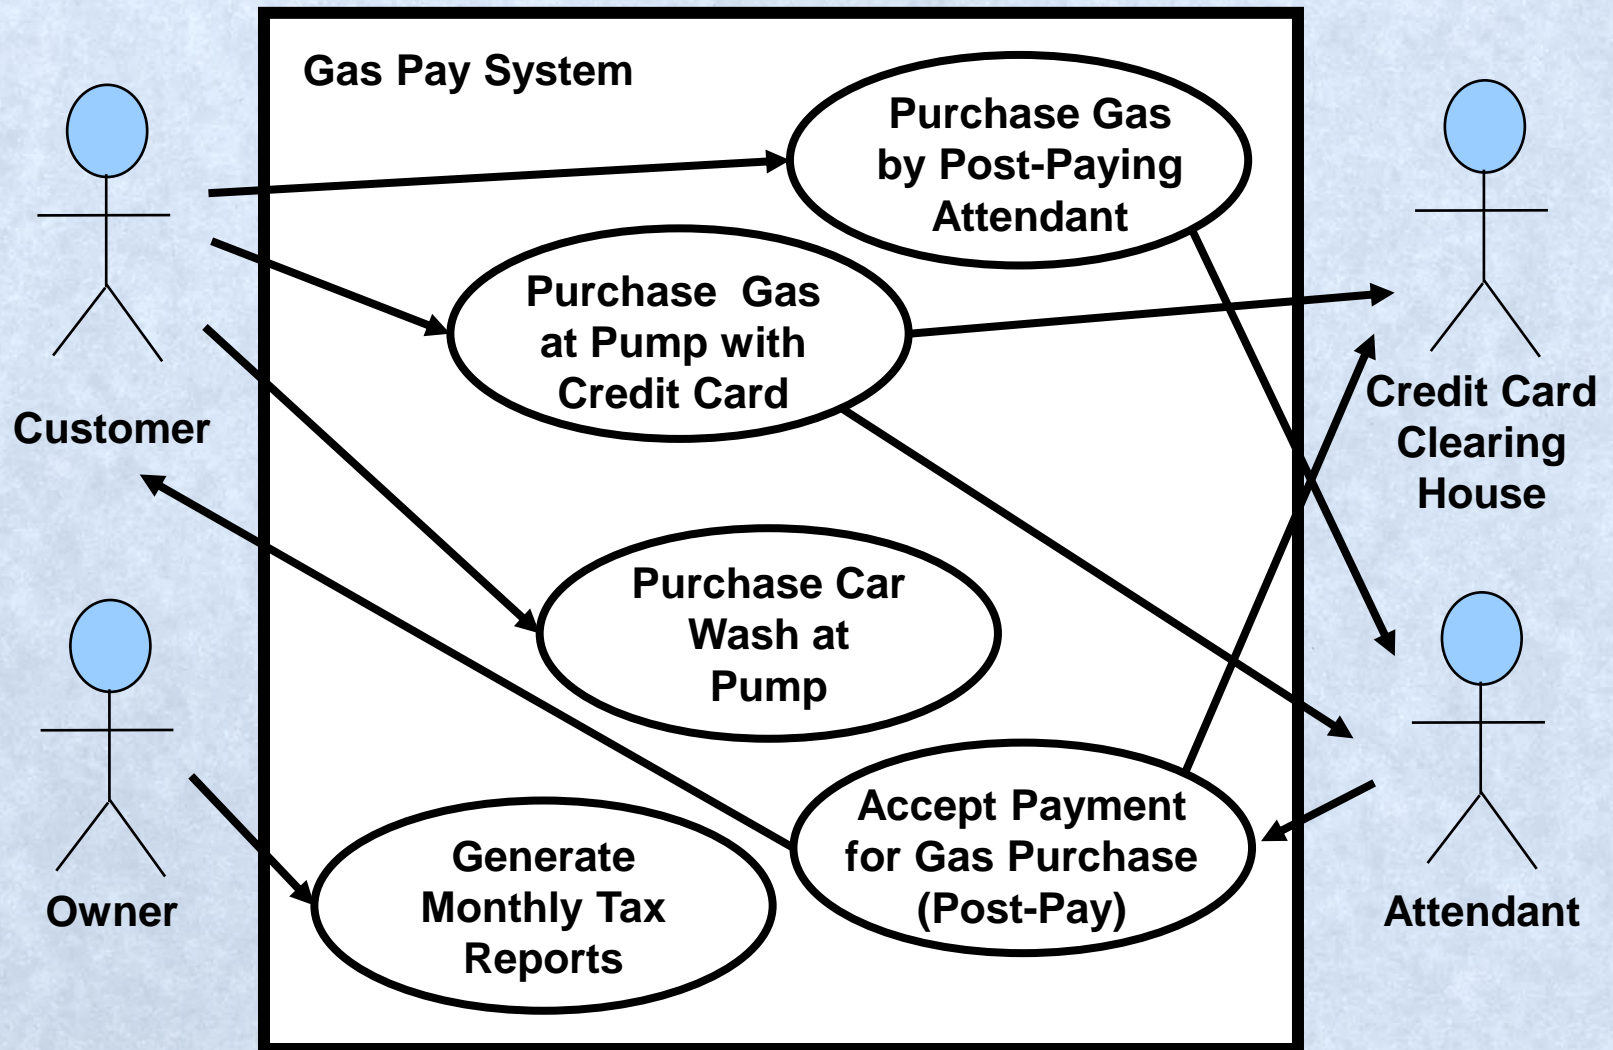 Gas Pay System
Purchase Gas
by Post-Paying
Attendant
Purchase  Gas
at Pump with
Credit Card
Customer
Credit Card
Clearing
House
Purchase Car
Wash at
Pump
Accept Payment
for Gas Purchase
(Post-Pay)
Generate
Monthly Tax
Reports
Owner
Attendant